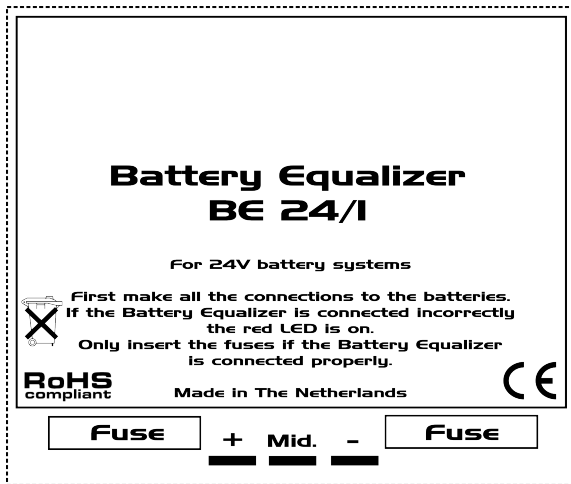 Battery Equalizer
BE 24/1
For 24V battery systems
First make all the connections to the batteries.
If the Battery Equalizer is connected incorrectly
the red LED is on.
Only insert the fuses if the Battery Equalizer
is connected properly.
RoHS
compliant
Made in The Netherlands
CE
Fuse
+ Mid. -
Fuse